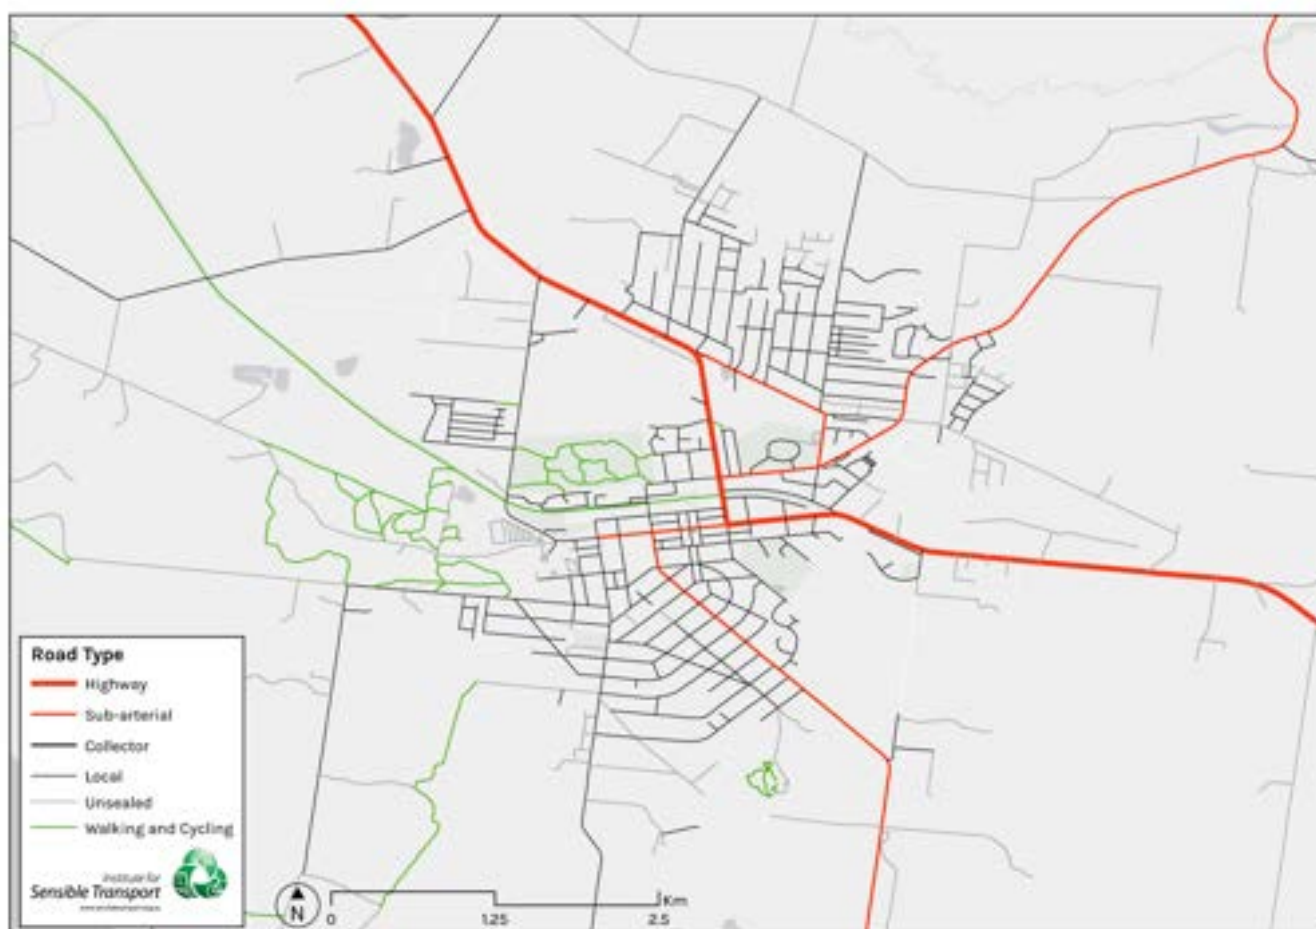 Road Type
Highway
Sub-arterial
Collector
Local
Unsealed
Walking and Cycling
Institute for
Sensible Transport
N
0
1.25
2.5
Km